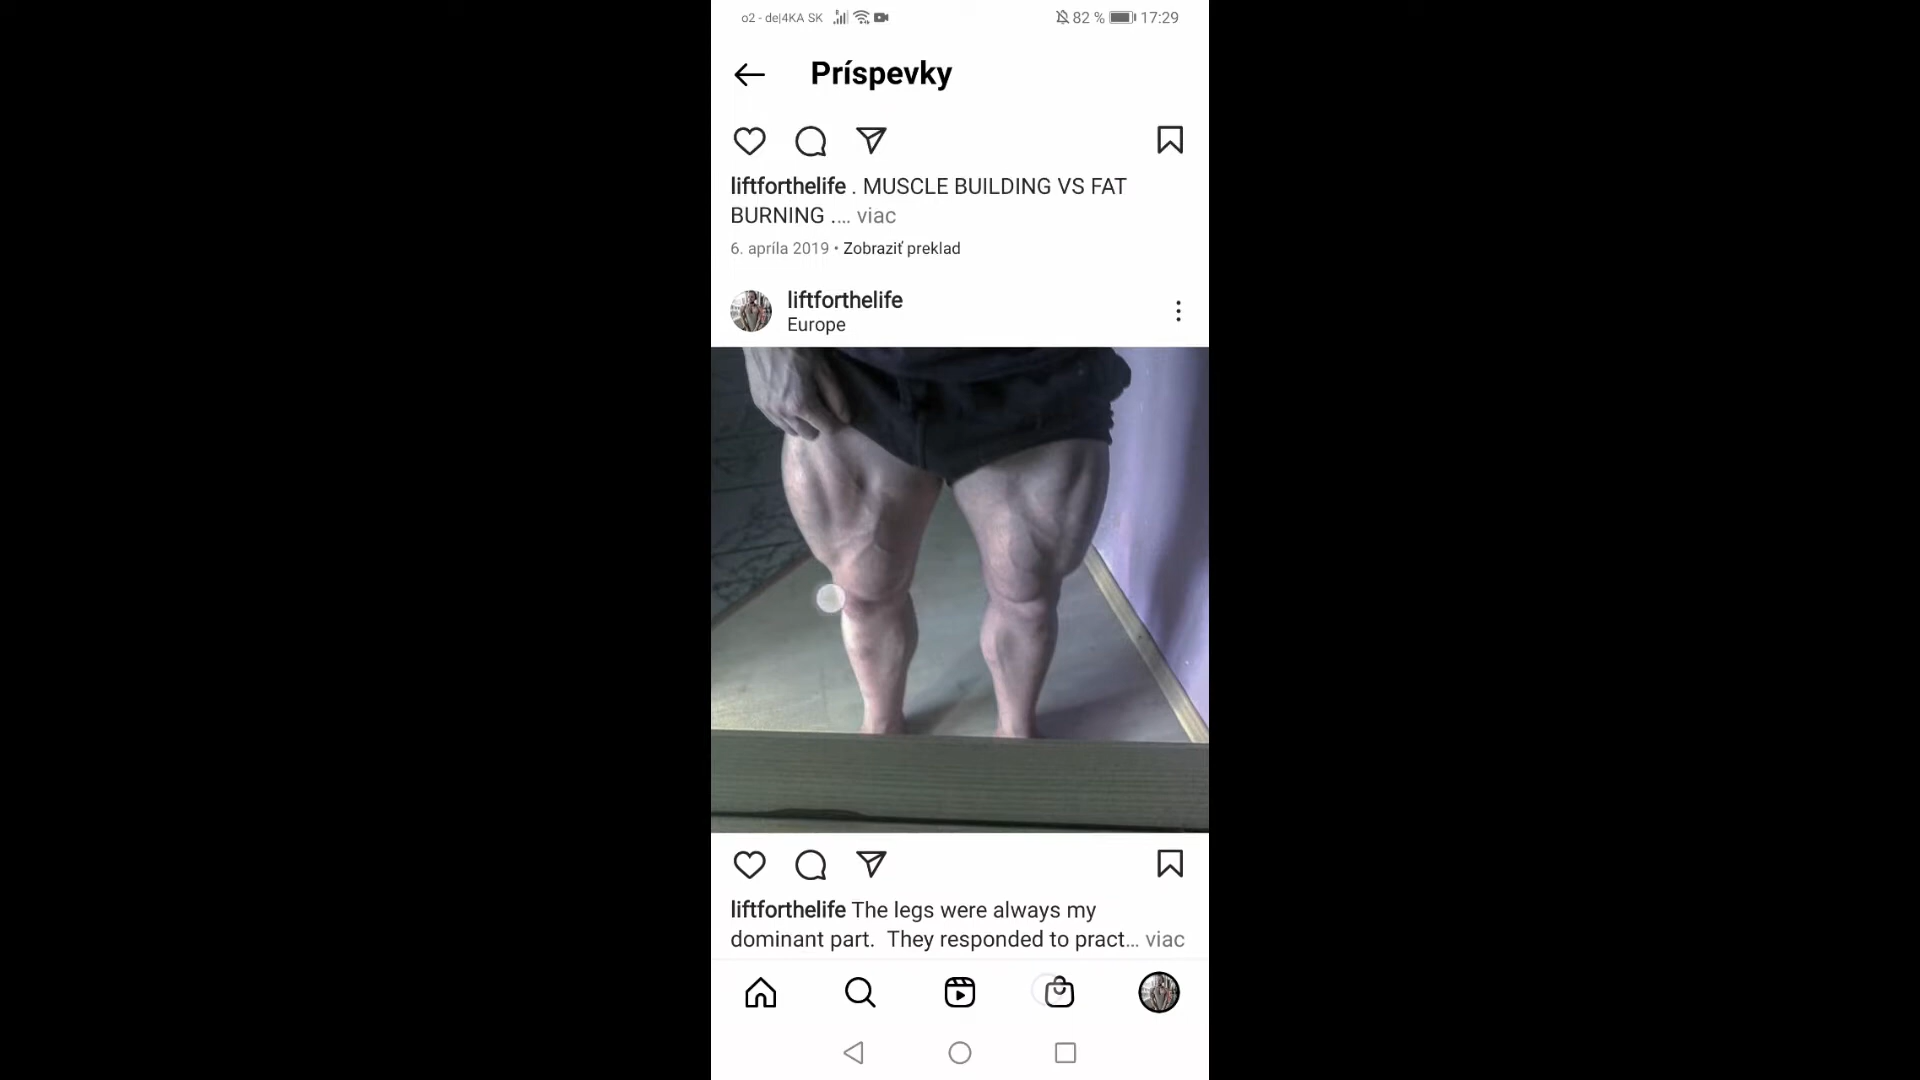 o2 - de|4KA SK
82 %
17:29
Príspevky
liftforthelife . MUSCLE BUILDING VS FAT
BURNING .... viac
6. apríla 2019 • Zobraziť preklad
liftforthelife
Europe
liftforthelife The legs were always my
dominant part.  They responded to pract... viac